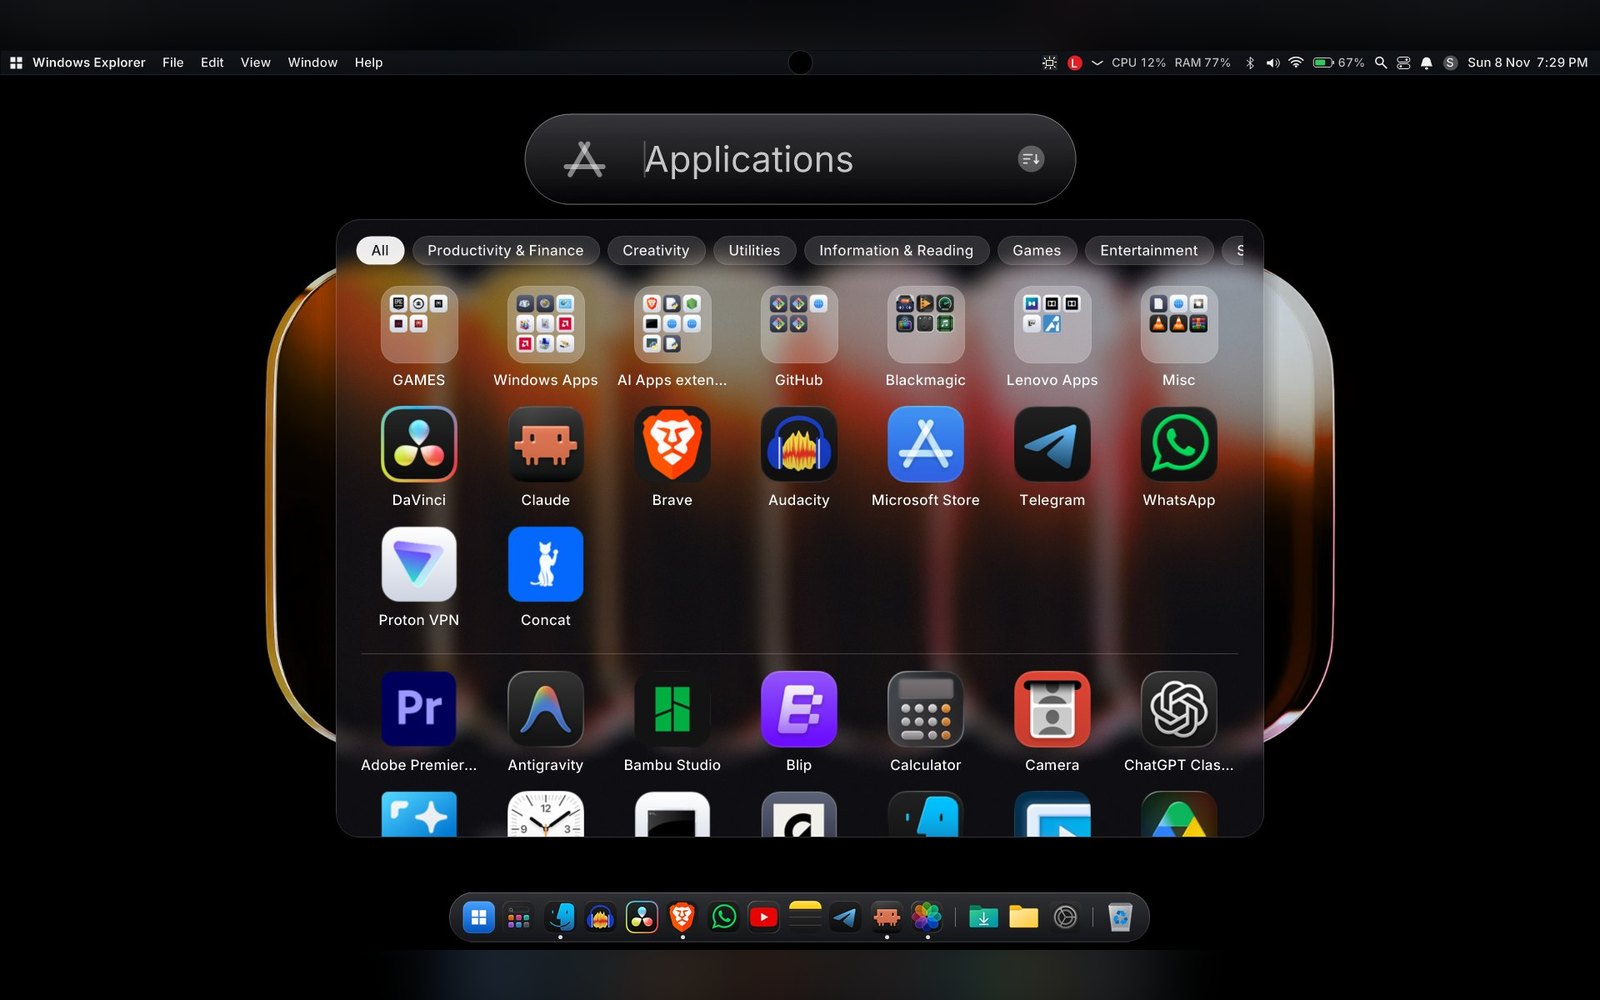 Windows Explorer File Edit View Window Help
L CPU 12% RAM 77% 67% S Sun 8 Nov 7:29 PM
Applications
All Productivity & Finance Creativity Utilities Information & Reading Games Entertainment S
GAMES Windows Apps AI Apps exten... GitHub Blackmagic Lenovo Apps Misc
DaVinci Claude Brave Audacity Microsoft Store Telegram WhatsApp
Proton VPN Concat
Pr
Adobe Premier... Antigravity Bambu Studio Blip Calculator Camera ChatGPT Clas...
12
9 3